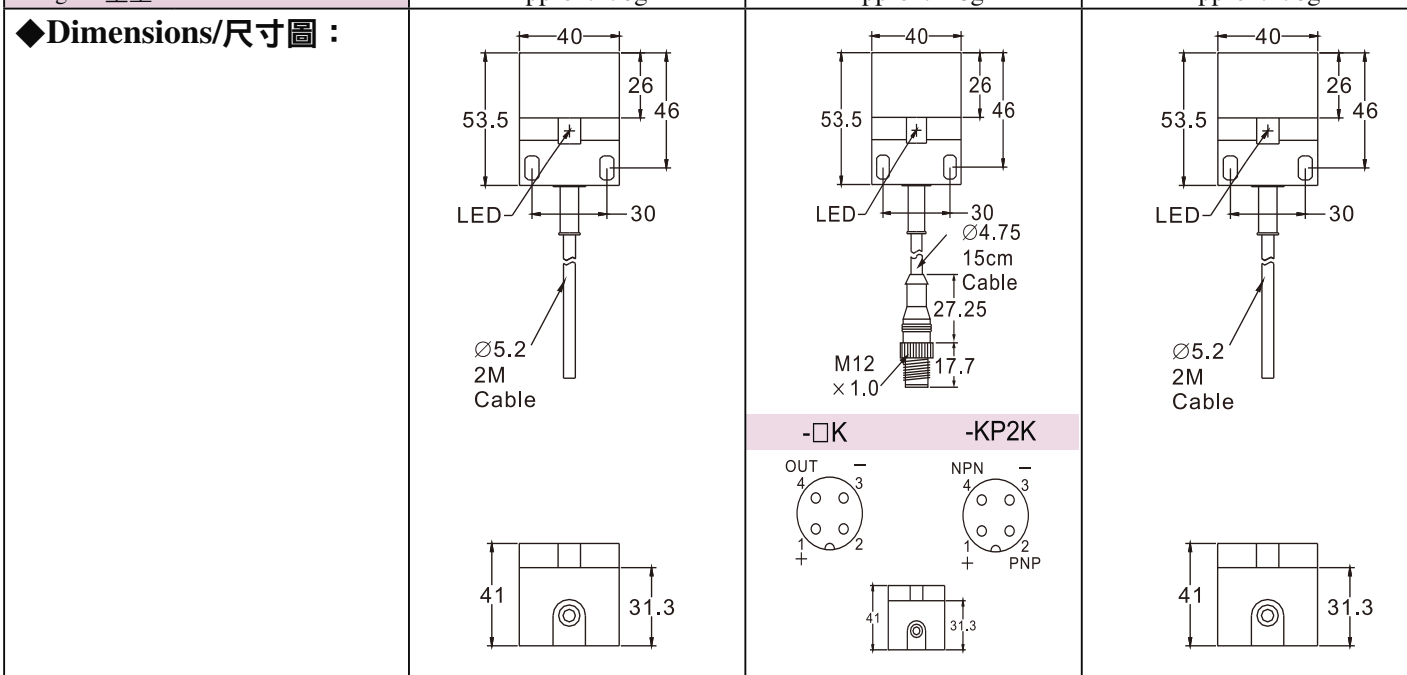 ◆Dimensions/尺寸圖：
40
26
46
53.5
LED
30
∅5.2
2M
Cable
41
31.3
40
26
46
53.5
LED
30
∅4.75
15cm
Cable
27.25
M12
×1.0
17.7
-□K
-KP2K
OUT −
4 3
1 2
+
NPN −
4 3
1 2
+ PNP
41
31.3
40
26
46
53.5
LED
30
∅5.2
2M
Cable
41
31.3